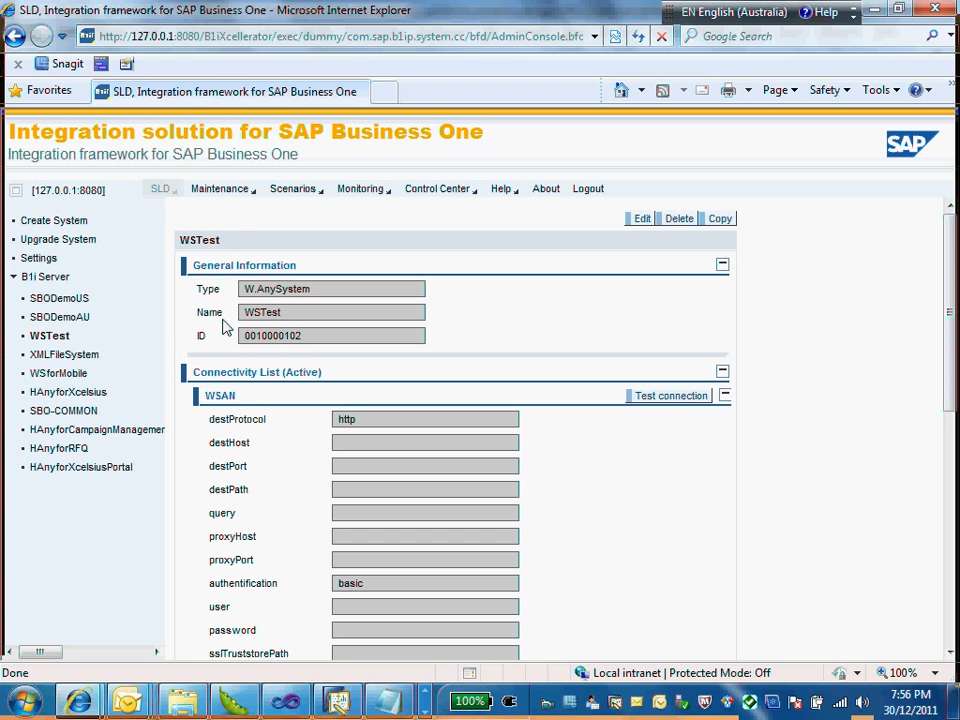 SLD, Integration framework for SAP Business One - Microsoft Internet Explorer
EN English (Australia) Help
http://127.0.0.1:8080/B1iXcellerator/exec/dummy/com.sap.b1ip.system.cc/bfd/AdminConsole.bfc
Google Search
Snagit
Favorites
SLD, Integration framework for SAP Business One
Page Safety Tools
Integration solution for SAP Business One
Integration framework for SAP Business One
SAP
[127.0.0.1:8080]
SLD Maintenance Scenarios Monitoring Control Center Help About Logout
Create System
Upgrade System
Settings
B1i Server
SBODemoUS
SBODemoAU
WSTest
XMLFileSystem
WSforMobile
HAnyforXcelsius
SBO-COMMON
HAnyforCampaignManagemer
HAnyforRFQ
HAnyforXcelsiusPortal
Edit Delete Copy
WSTest
General Information
Type W.AnySystem
Name WSTest
ID 0010000102
Connectivity List (Active)
WSAN Test connection
destProtocol http
destHost
destPort
destPath
query
proxyHost
proxyPort
authentification basic
user
password
sslTruststorePath
Done
Local intranet | Protected Mode: Off
100%
100%
7:56 PM
30/12/2011